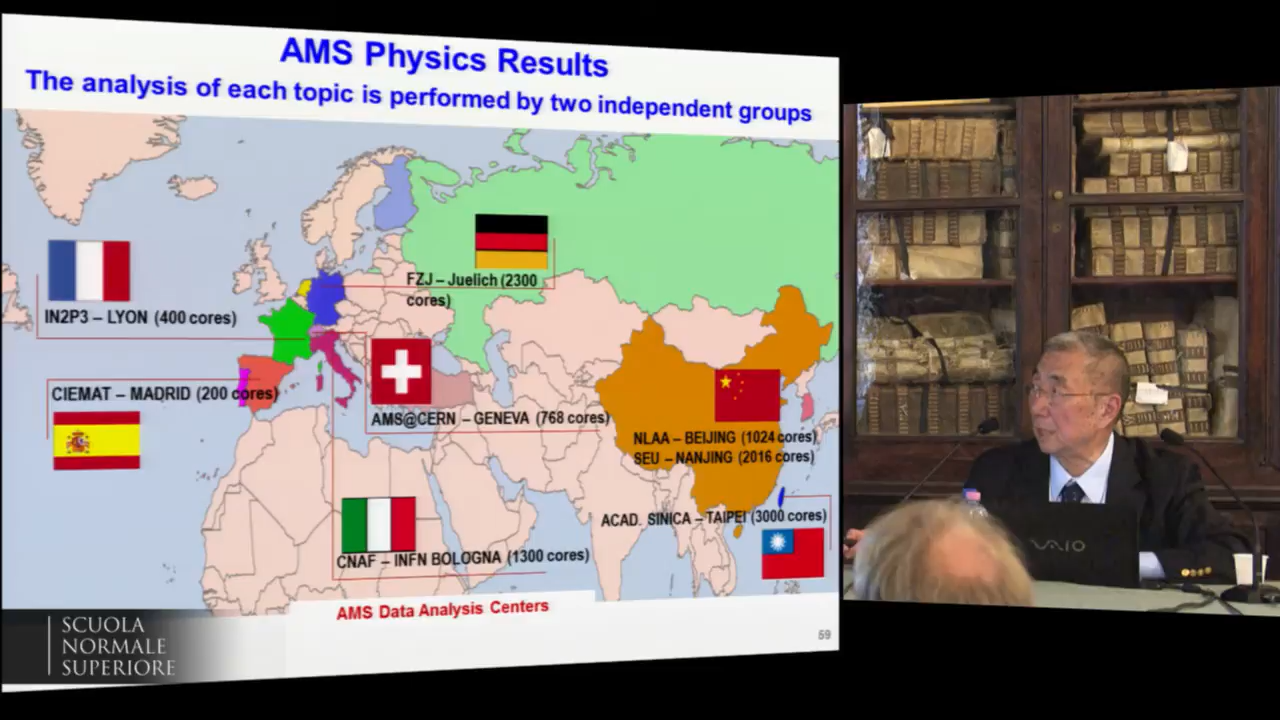 AMS Physics Results
The analysis of each topic is performed by two independent groups
FZJ – Juelich (2300
cores)
IN2P3 – LYON (400 cores)
CIEMAT – MADRID (200 cores)
AMS@CERN – GENEVA (768 cores)
NLAA – BEIJING (1024 cores)
SEU – NANJING (2016 cores)
ACAD. SINICA – TAIPEI (3000 cores)
CNAF – INFN BOLOGNA (1300 cores)
AMS Data Analysis Centers
59
SCUOLA
NORMALE
SUPERIORE
VAIO